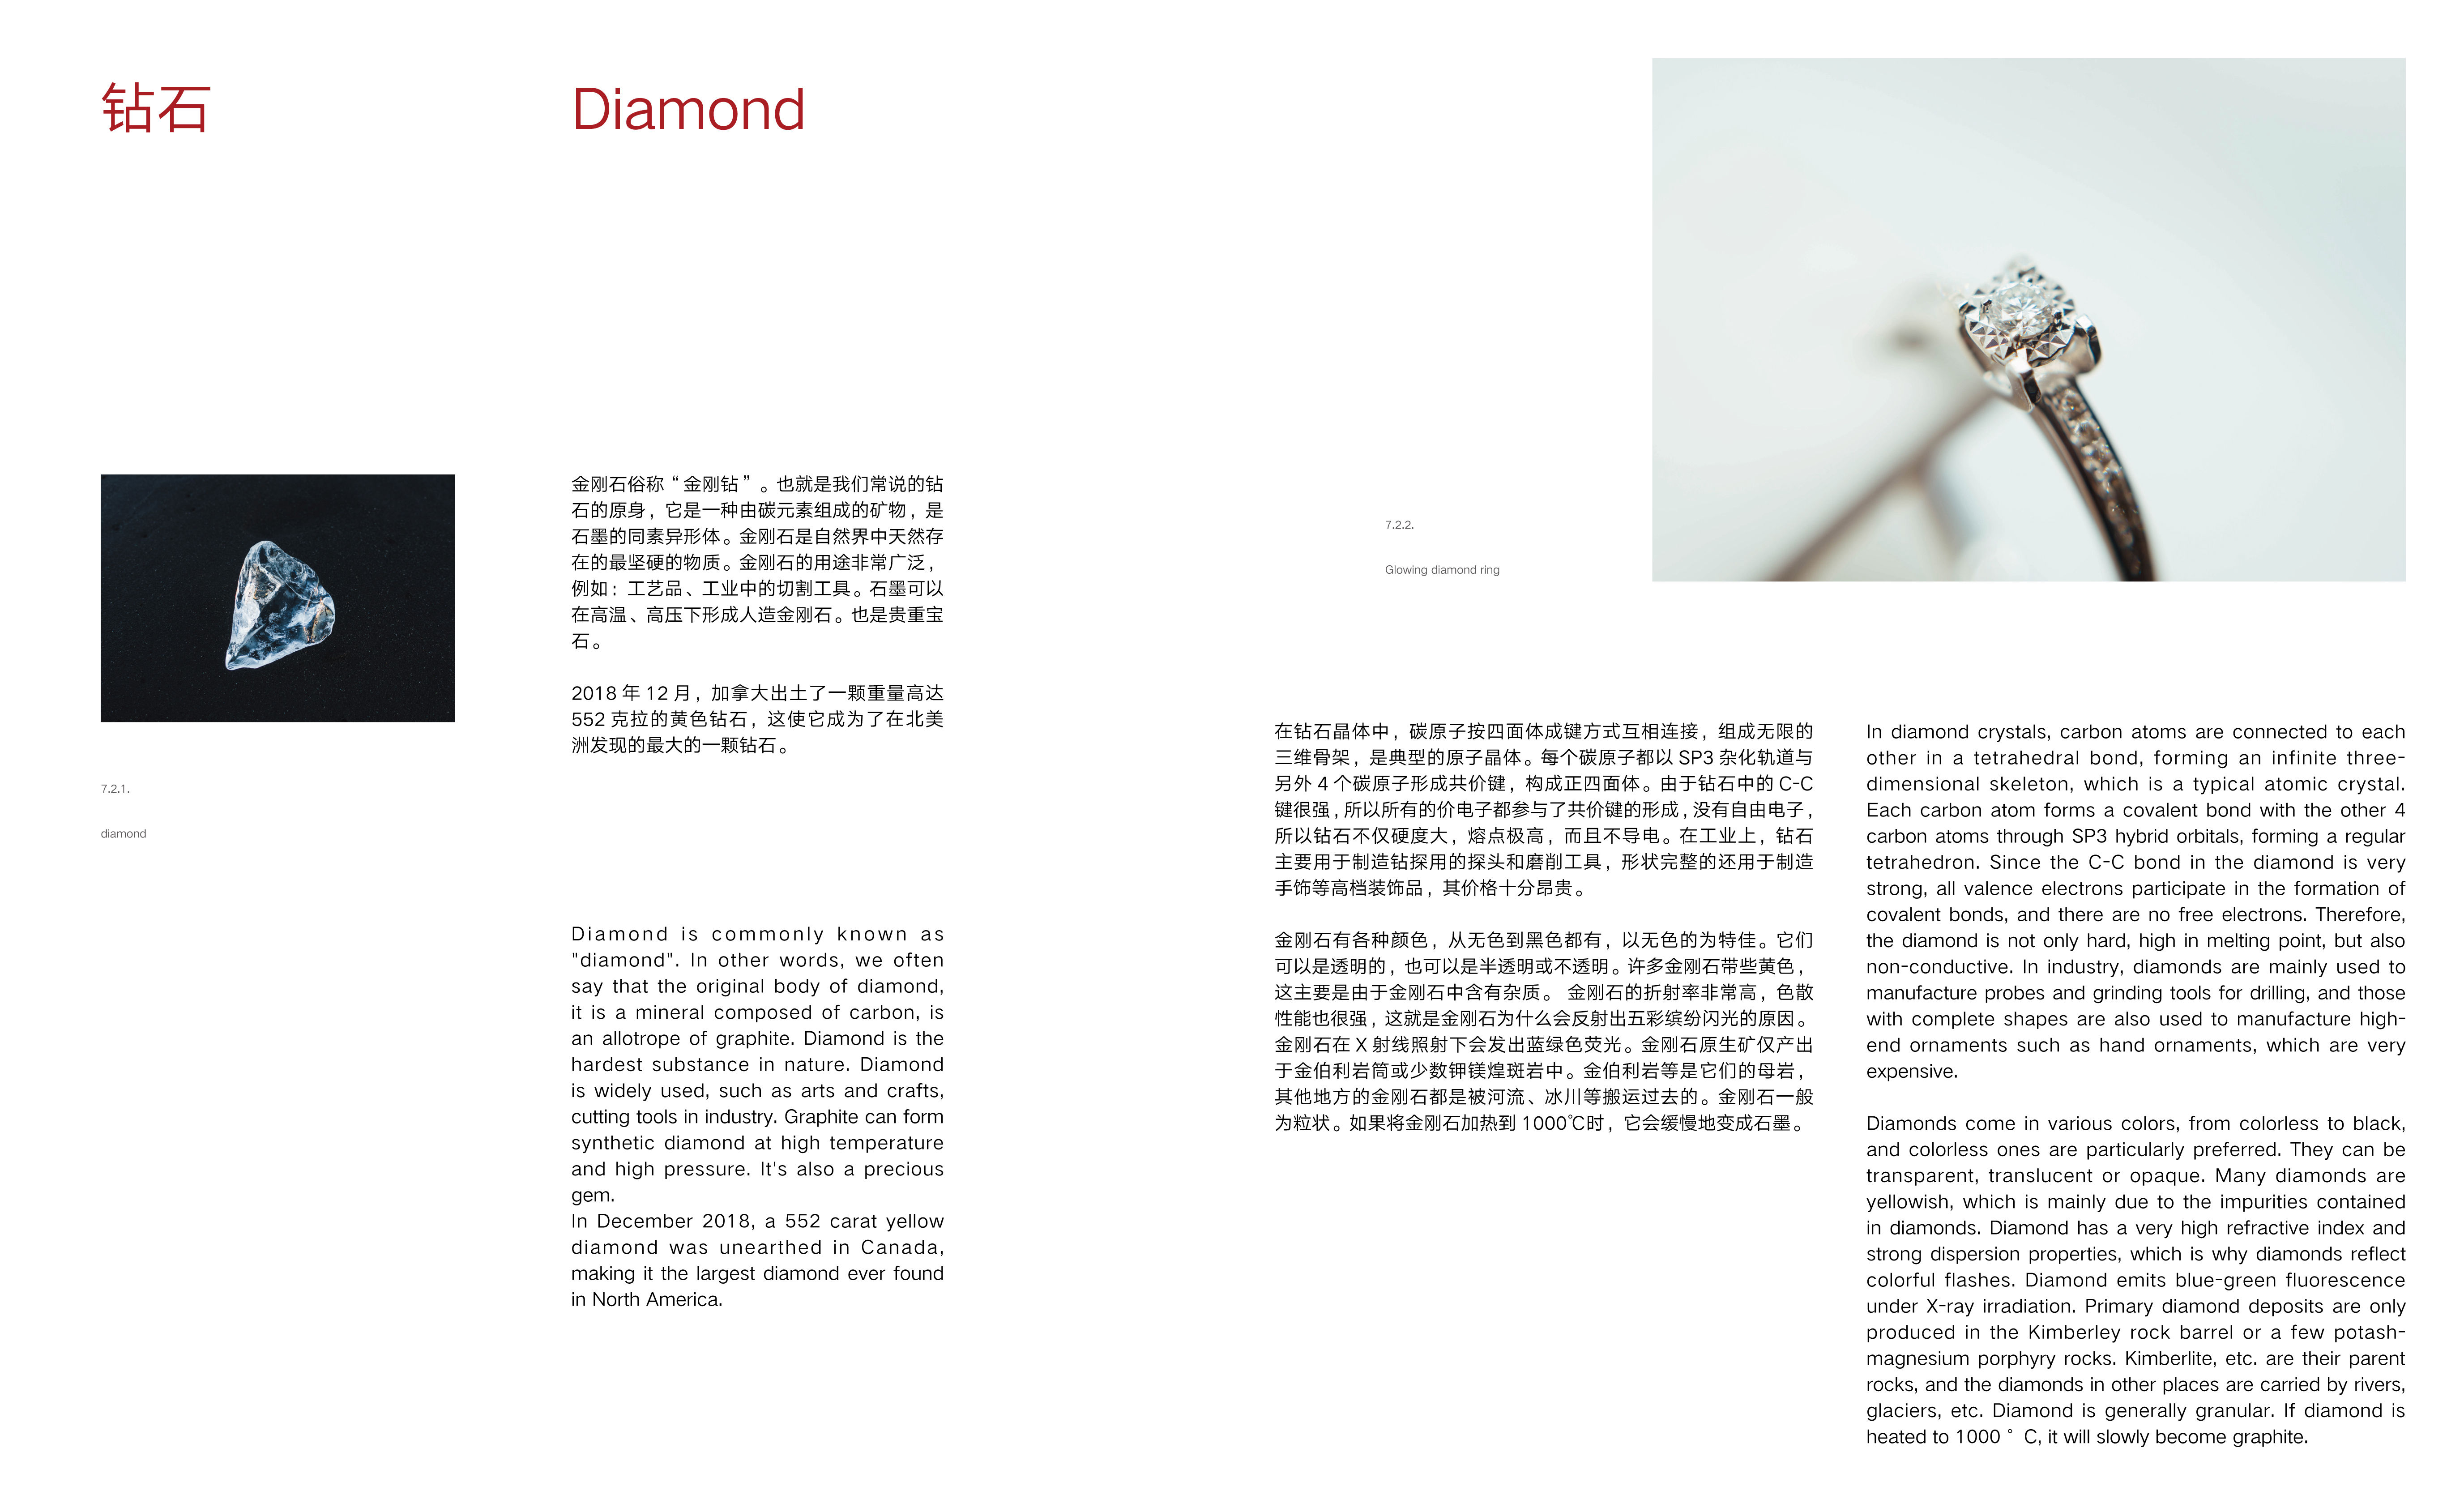 钻石
Diamond
7.2.1.
diamond
金刚石俗称“金刚钻”。也就是我们常说的钻
石的原身，它是一种由碳元素组成的矿物，是
石墨的同素异形体。金刚石是自然界中天然存
在的最坚硬的物质。金刚石的用途非常广泛，
例如：工艺品、工业中的切割工具。石墨可以
在高温、高压下形成人造金刚石。也是贵重宝
石。
2018 年 12 月，加拿大出土了一颗重量高达
552 克拉的黄色钻石，这使它成为了在北美
洲发现的最大的一颗钻石。
Diamond is commonly known as
"diamond". In other words, we often
say that the original body of diamond,
it is a mineral composed of carbon, is
an allotrope of graphite. Diamond is the
hardest substance in nature. Diamond
is widely used, such as arts and crafts,
cutting tools in industry. Graphite can form
synthetic diamond at high temperature
and high pressure. It's also a precious
gem.
In December 2018, a 552 carat yellow
diamond was unearthed in Canada,
making it the largest diamond ever found
in North America.
7.2.2.
Glowing diamond ring
在钻石晶体中，碳原子按四面体成键方式互相连接，组成无限的
三维骨架，是典型的原子晶体。每个碳原子都以 SP3 杂化轨道与
另外 4 个碳原子形成共价键，构成正四面体。由于钻石中的 C-C
键很强，所以所有的价电子都参与了共价键的形成，没有自由电子，
所以钻石不仅硬度大，熔点极高，而且不导电。在工业上，钻石
主要用于制造钻探用的探头和磨削工具，形状完整的还用于制造
手饰等高档装饰品，其价格十分昂贵。
金刚石有各种颜色，从无色到黑色都有，以无色的为特佳。它们
可以是透明的，也可以是半透明或不透明。许多金刚石带些黄色，
这主要是由于金刚石中含有杂质。 金刚石的折射率非常高，色散
性能也很强，这就是金刚石为什么会反射出五彩缤纷闪光的原因。
金刚石在 X 射线照射下会发出蓝绿色荧光。金刚石原生矿仅产出
于金伯利岩筒或少数钾镁煌斑岩中。金伯利岩等是它们的母岩，
其他地方的金刚石都是被河流、冰川等搬运过去的。金刚石一般
为粒状。如果将金刚石加热到 1000℃时，它会缓慢地变成石墨。
In diamond crystals, carbon atoms are connected to each
other in a tetrahedral bond, forming an infinite three-
dimensional skeleton, which is a typical atomic crystal.
Each carbon atom forms a covalent bond with the other 4
carbon atoms through SP3 hybrid orbitals, forming a regular
tetrahedron. Since the C-C bond in the diamond is very
strong, all valence electrons participate in the formation of
covalent bonds, and there are no free electrons. Therefore,
the diamond is not only hard, high in melting point, but also
non-conductive. In industry, diamonds are mainly used to
manufacture probes and grinding tools for drilling, and those
with complete shapes are also used to manufacture high-
end ornaments such as hand ornaments, which are very
expensive.
Diamonds come in various colors, from colorless to black,
and colorless ones are particularly preferred. They can be
transparent, translucent or opaque. Many diamonds are
yellowish, which is mainly due to the impurities contained
in diamonds. Diamond has a very high refractive index and
strong dispersion properties, which is why diamonds reflect
colorful flashes. Diamond emits blue-green fluorescence
under X-ray irradiation. Primary diamond deposits are only
produced in the Kimberley rock barrel or a few potash-
magnesium porphyry rocks. Kimberlite, etc. are their parent
rocks, and the diamonds in other places are carried by rivers,
glaciers, etc. Diamond is generally granular. If diamond is
heated to 1000 ° C, it will slowly become graphite.